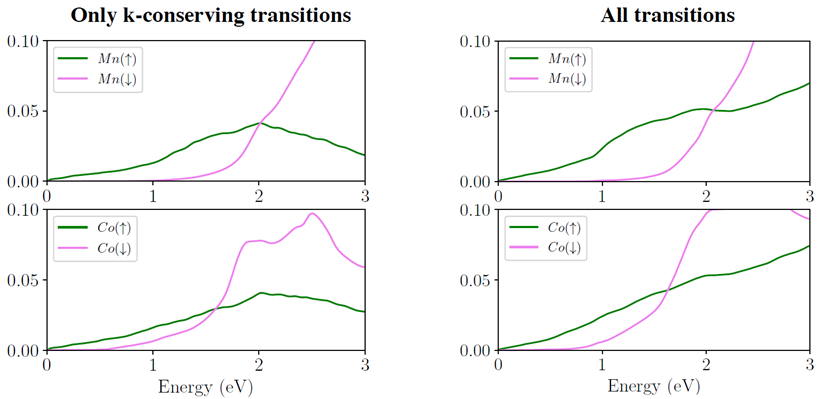 Only k-conserving transitions
All transitions
0.10
Mn(↑)
Mn(↓)
0.05
0.00
0 1 2 3
0.10
Mn(↑)
Mn(↓)
0.05
0.00
0 1 2 3
0.10
Co(↑)
Co(↓)
0.05
0.00
0 1 2 3
Energy (eV)
0.10
Co(↑)
Co(↓)
0.05
0.00
0 1 2 3
Energy (eV)